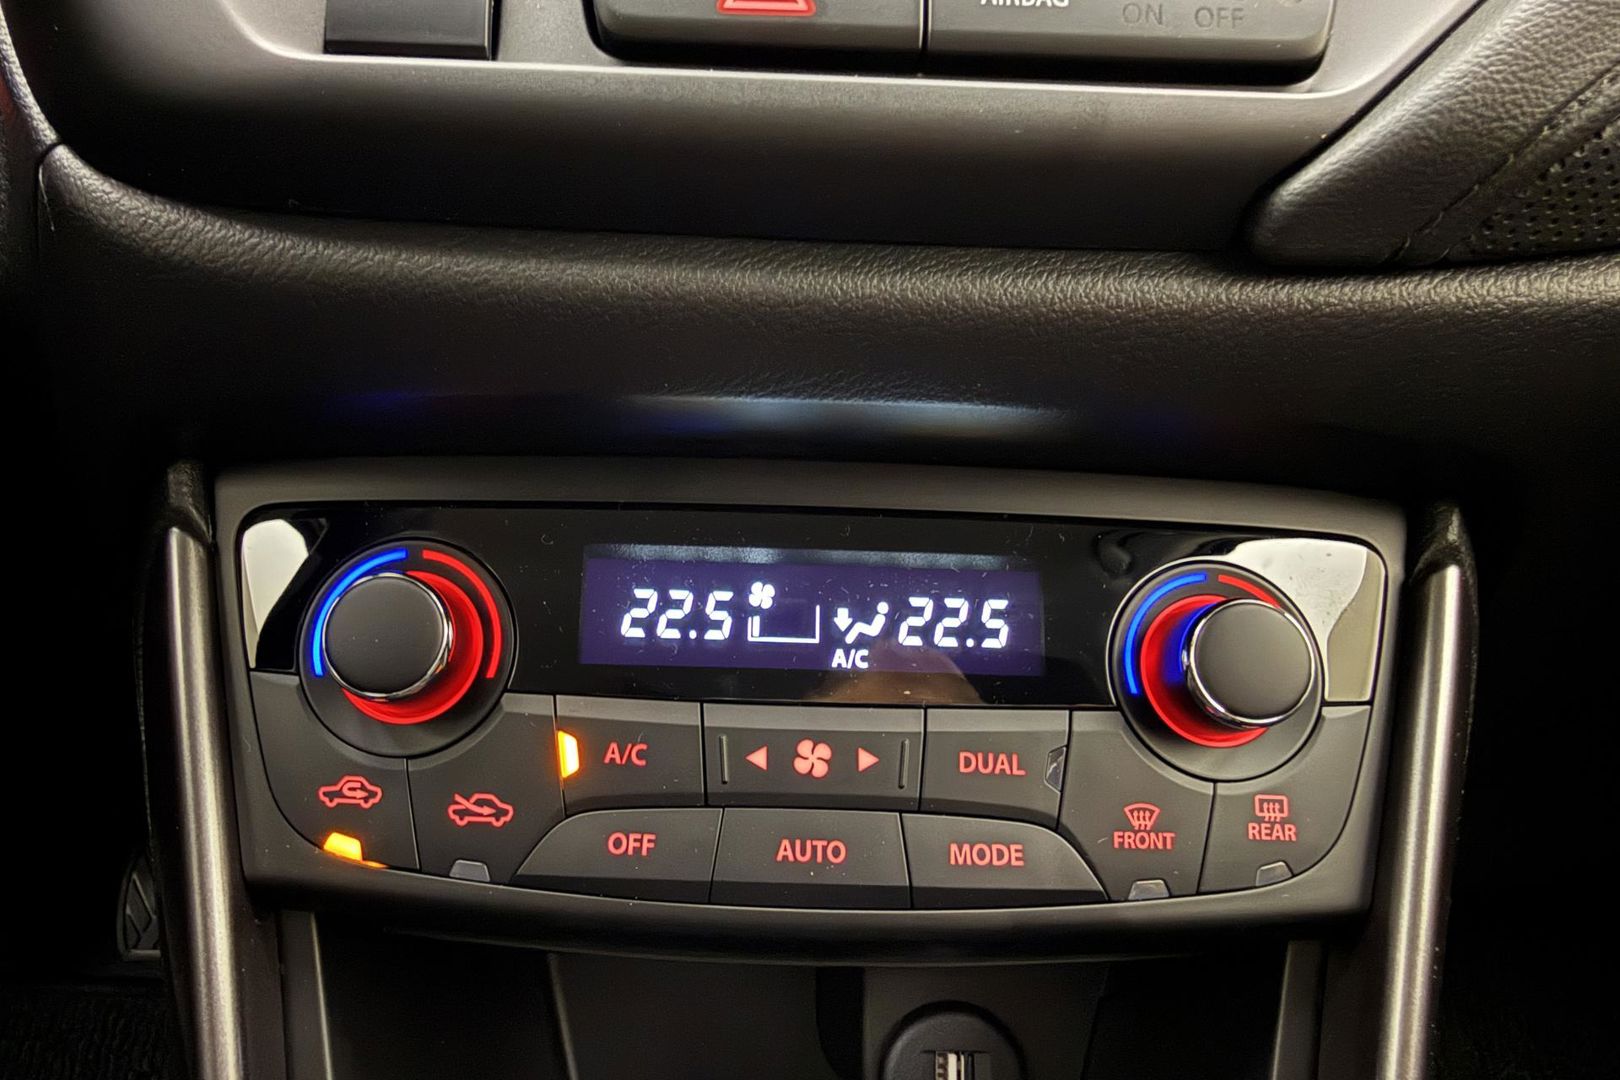 AIRBAG
ON OFF
22.5 22.5
A/C
A/C
DUAL
OFF
AUTO
MODE
FRONT
REAR